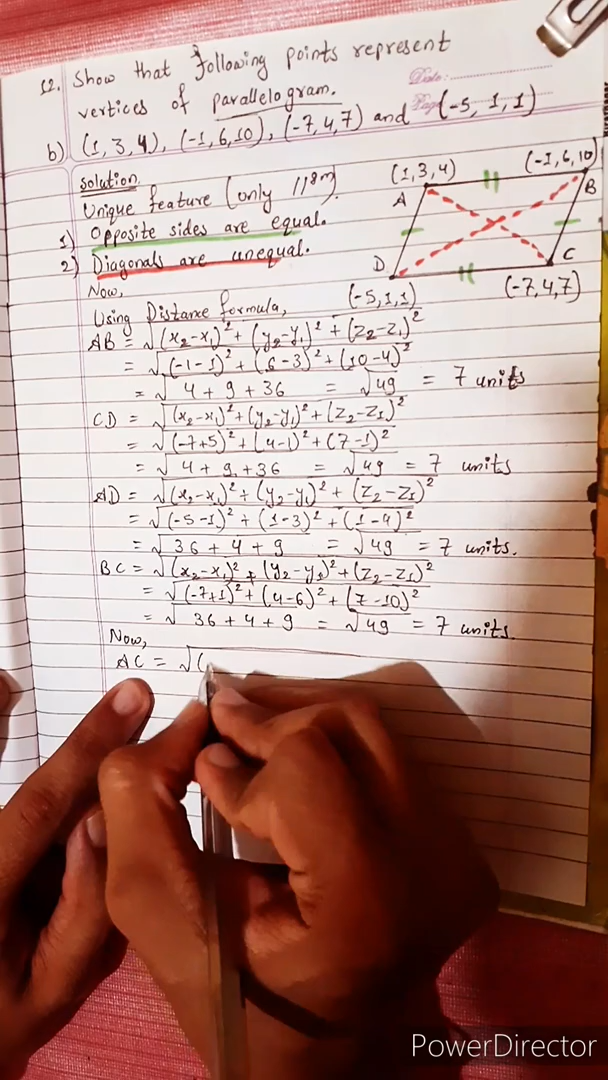 12. Show that following points represent
Date:
vertices of parallelogram.
Page
b) (1, 3, 4), (-1, 6, 10), (-7, 4, 7) and (-5, 1, 1)
solution.
Unique feature (only ||gm)
1) Opposite sides are equal.
2) Diagonals are unequal.
(1, 3, 4) (-1, 6, 10)
A B
D C
(-5, 1, 1) (-7, 4, 7)
Now,
Using Distance formula,
AB = √(x₂-x₁)² + (y₂-y₁)² + (z₂-z₁)²
= √(-1-1)² + (6-3)² + (10-4)²
= √4 + 9 + 36 = √49 = 7 units
CD = √(x₂-x₁)² + (y₂-y₁)² + (z₂-z₁)²
= √(-7+5)² + (4-1)² + (7-1)²
= √4 + 9 + 36 = √49 = 7 units
AD = √(x₂-x₁)² + (y₂-y₁)² + (z₂-z₁)²
= √(-5-1)² + (1-3)² + (1-4)²
= √36 + 4 + 9 = √49 = 7 units.
BC = √(x₂-x₁)² + (y₂-y₁)² + (z₂-z₁)²
= √(-7+1)² + (4-6)² + (7-10)²
= √36 + 4 + 9 = √49 = 7 units.
Now,
AC = √(
PowerDirector